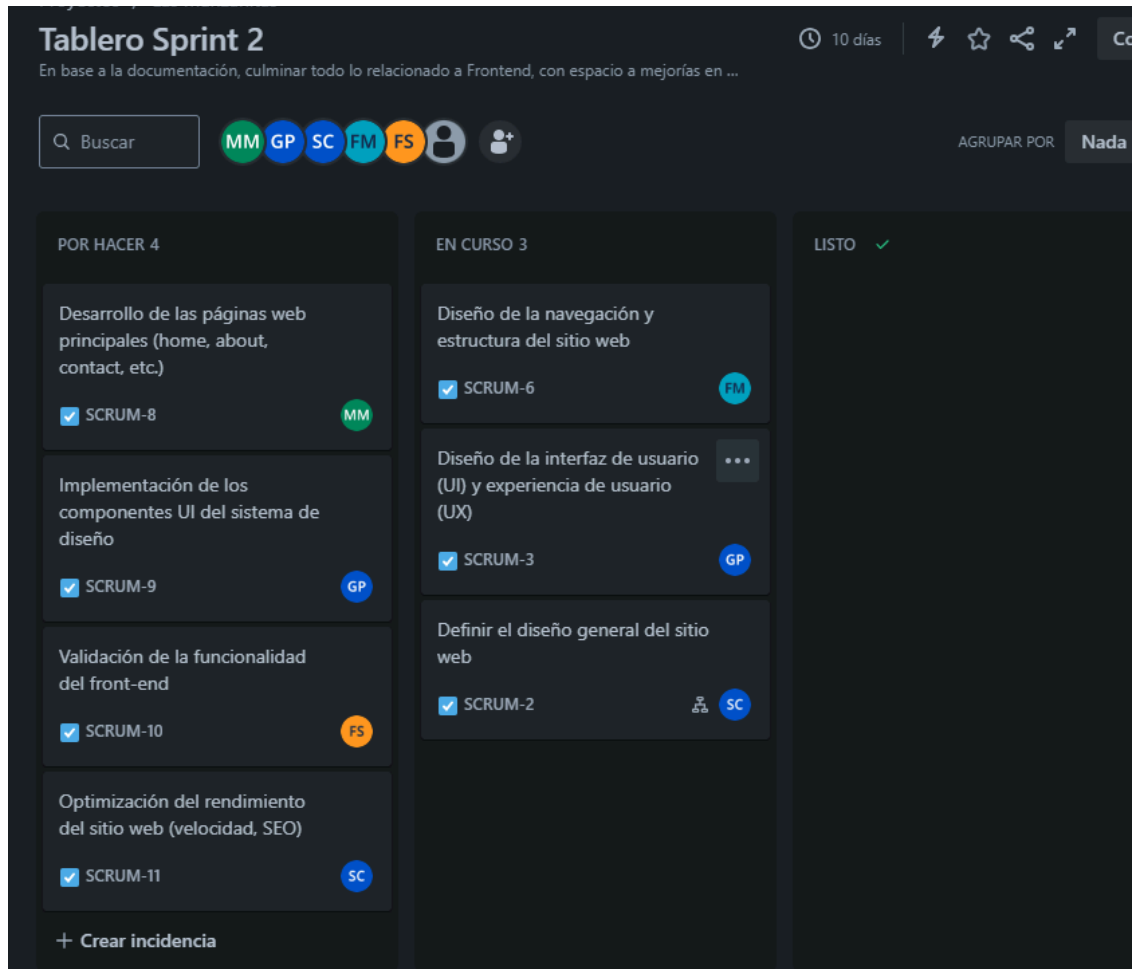 Tablero Sprint 2
10 días
En base a la documentación, culminar todo lo relacionado a Frontend, con espacio a mejorías en ...
Buscar
MM GP SC FM FS
AGRUPAR POR Nada
POR HACER 4
Desarrollo de las páginas web
principales (home, about,
contact, etc.)
SCRUM-8 MM
Implementación de los
componentes UI del sistema de
diseño
SCRUM-9 GP
Validación de la funcionalidad
del front-end
SCRUM-10 FS
Optimización del rendimiento
del sitio web (velocidad, SEO)
SCRUM-11 SC
+ Crear incidencia
EN CURSO 3
Diseño de la navegación y
estructura del sitio web
SCRUM-6 FM
Diseño de la interfaz de usuario
(UI) y experiencia de usuario
(UX)
SCRUM-3 GP
Definir el diseño general del sitio
web
SCRUM-2 SC
LISTO